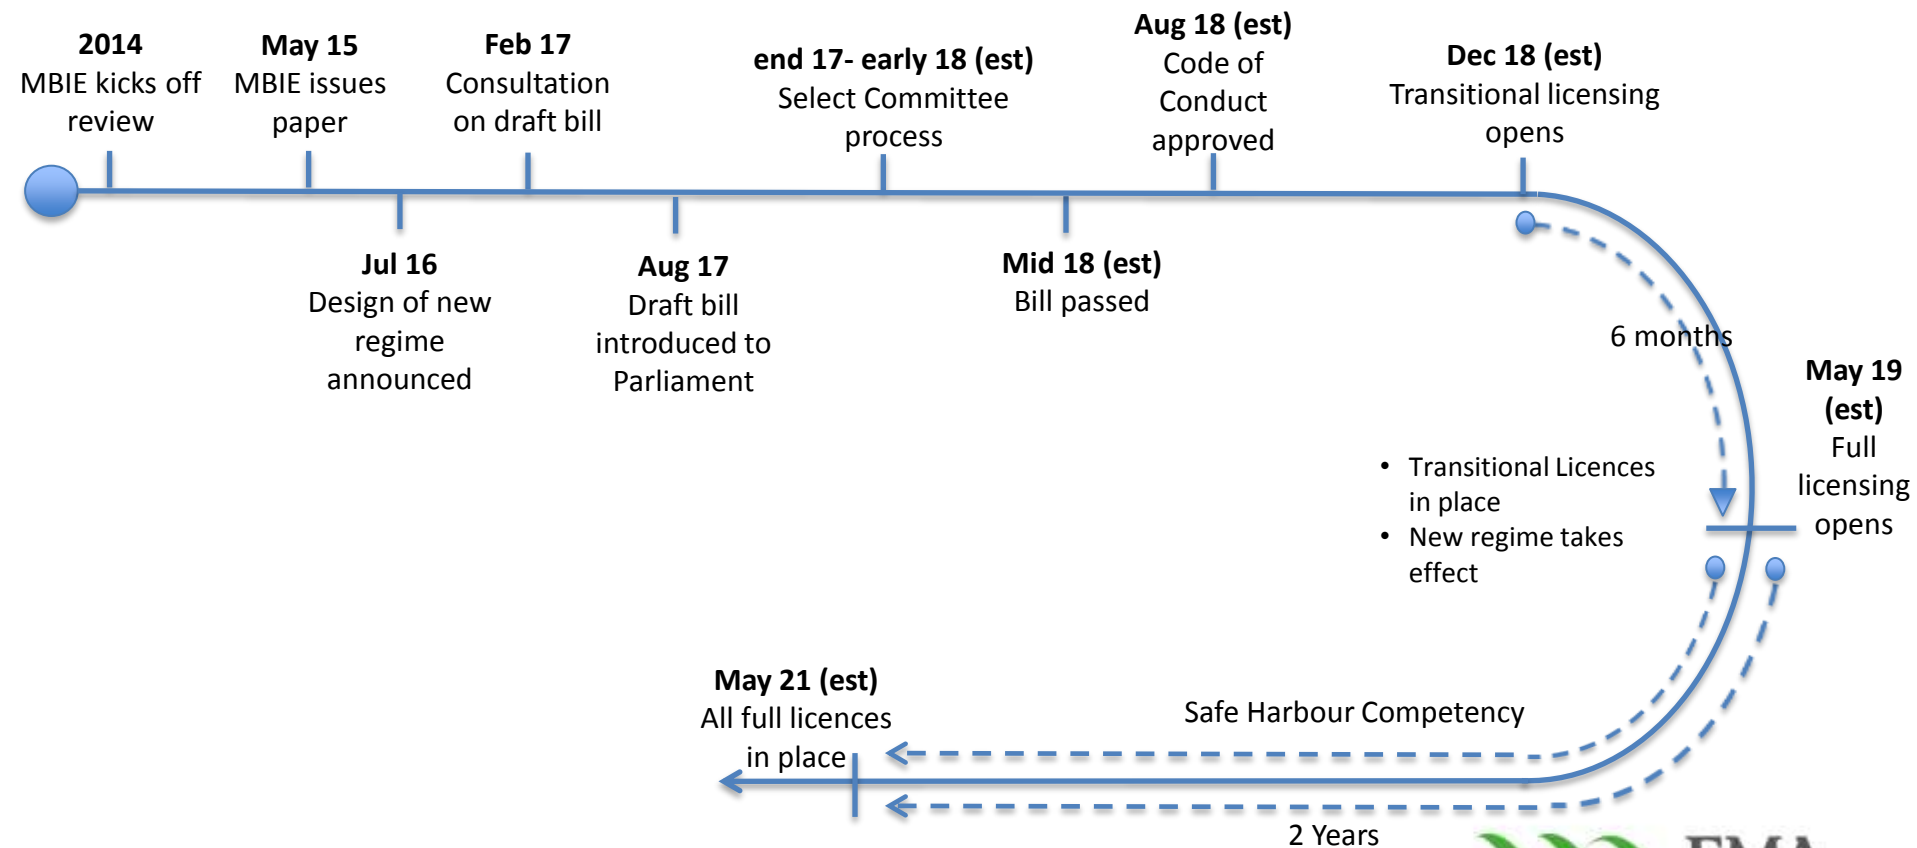 2014
MBIE kicks off
review
May 15
MBIE issues
paper
Feb 17
Consultation
on draft bill
end 17- early 18 (est)
Select Committee
process
Aug 18 (est)
Code of
Conduct
approved
Dec 18 (est)
Transitional licensing
opens
Jul 16
Design of new
regime
announced
Aug 17
Draft bill
introduced to
Parliament
Mid 18 (est)
Bill passed
6 months
May 19
(est)
Full
licensing
opens
• Transitional Licences
in place
• New regime takes
effect
May 21 (est)
All full licences
in place
Safe Harbour Competency
2 Years
FMA